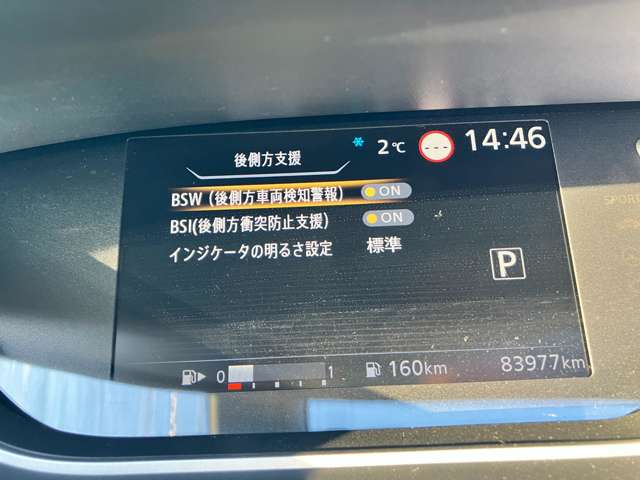 後側方支援
2℃
---
14:46
BSW (後側方車両検知警報) ON
BSI(後側方衝突防止支援) ON
インジケータの明るさ設定 標準
SPORT
P
0 1
160km
83977km